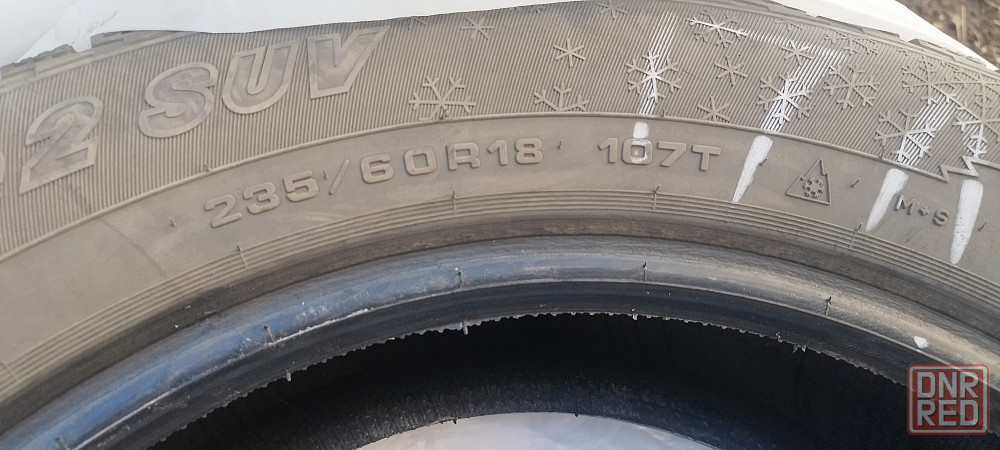 2 SUV
235/60R18 107T
M+S
DNR
RED